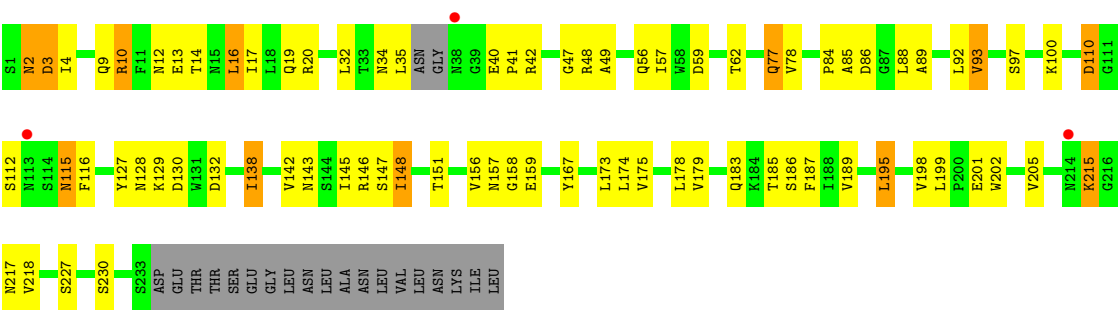 S1 N2 D3 I4 Q9 R10 F11 N12 E13 T14 N15 L16 I17 L18 Q19 R20 L32 T33 N34 L35 ASN GLY N38 G39 E40 P41 R42 G47 R48 A49 Q56 I57 W58 D59 T62 Q77 V78 P84 A85 D86 G87 L88 A89 L92 V93 S97 K100 D110 G111
S112 N113 S114 N115 F116 Y127 N128 K129 D130 W131 D132 I138 V142 N143 S144 I145 R146 S147 I148 T151 V156 N157 G158 E159 Y167 L173 L174 V175 L178 V179 Q183 K184 T185 S186 F187 I188 V189 L195 V198 L199 P200 E201 W202 V205 N214 K215 G216
N217 V218 S227 S230 S233 ASP GLU THR THR SER GLU GLY LEU ASN LEU ALA ASN LEU VAL LEU ASN LYS ILE LEU